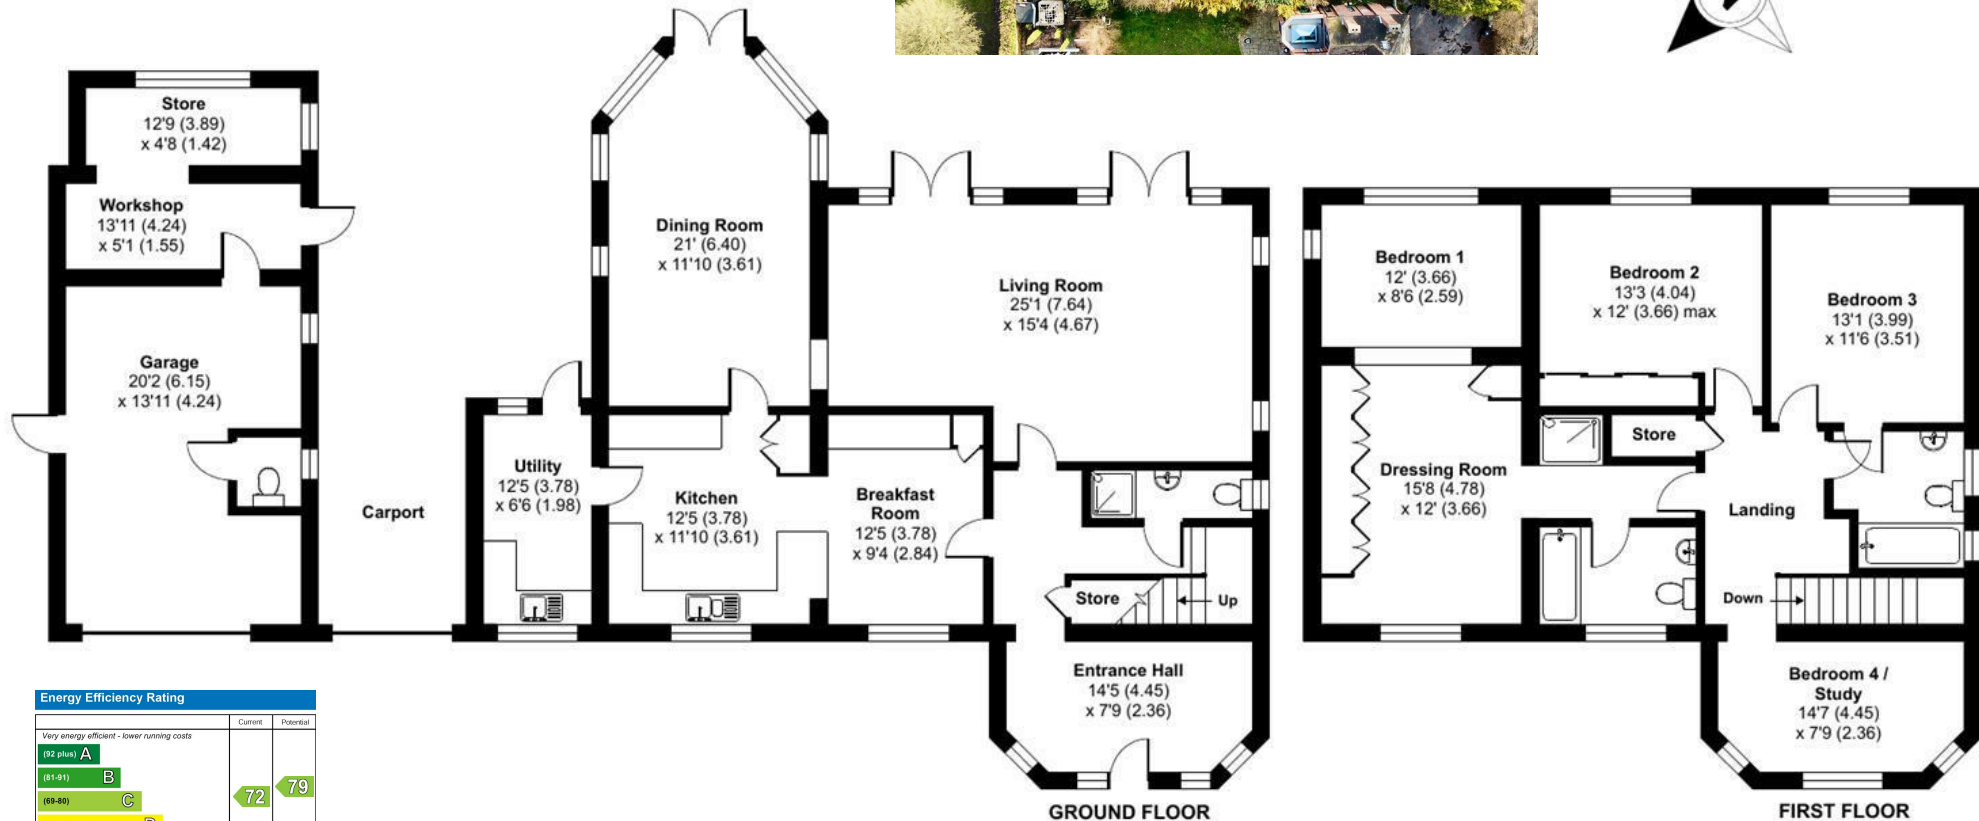 Store
12'9 (3.89)
x 4'8 (1.42)
Workshop
13'11 (4.24)
x 5'1 (1.55)
Garage
20'2 (6.15)
x 13'11 (4.24)
Carport
Utility
12'5 (3.78)
x 6'6 (1.98)
Dining Room
21' (6.40)
x 11'10 (3.61)
Kitchen
12'5 (3.78)
x 11'10 (3.61)
Breakfast
Room
12'5 (3.78)
x 9'4 (2.84)
Living Room
25'1 (7.64)
x 15'4 (4.67)
Store
Up
Entrance Hall
14'5 (4.45)
x 7'9 (2.36)
GROUND FLOOR
Bedroom 1
12' (3.66)
x 8'6 (2.59)
Bedroom 2
13'3 (4.04)
x 12' (3.66) max
Bedroom 3
13'1 (3.99)
x 11'6 (3.51)
Dressing Room
15'8 (4.78)
x 12' (3.66)
Store
Landing
Down
Bedroom 4 /
Study
14'7 (4.45)
x 7'9 (2.36)
FIRST FLOOR
Energy Efficiency Rating
Current Potential
Very energy efficient - lower running costs
(92 plus) A
(81-91) B
(69-80) C
72
79